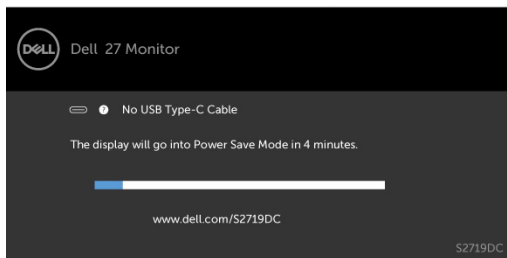 DELL
Dell 27 Monitor
? No USB Type-C Cable
The display will go into Power Save Mode in 4 minutes.
www.dell.com/S2719DC
S2719DC